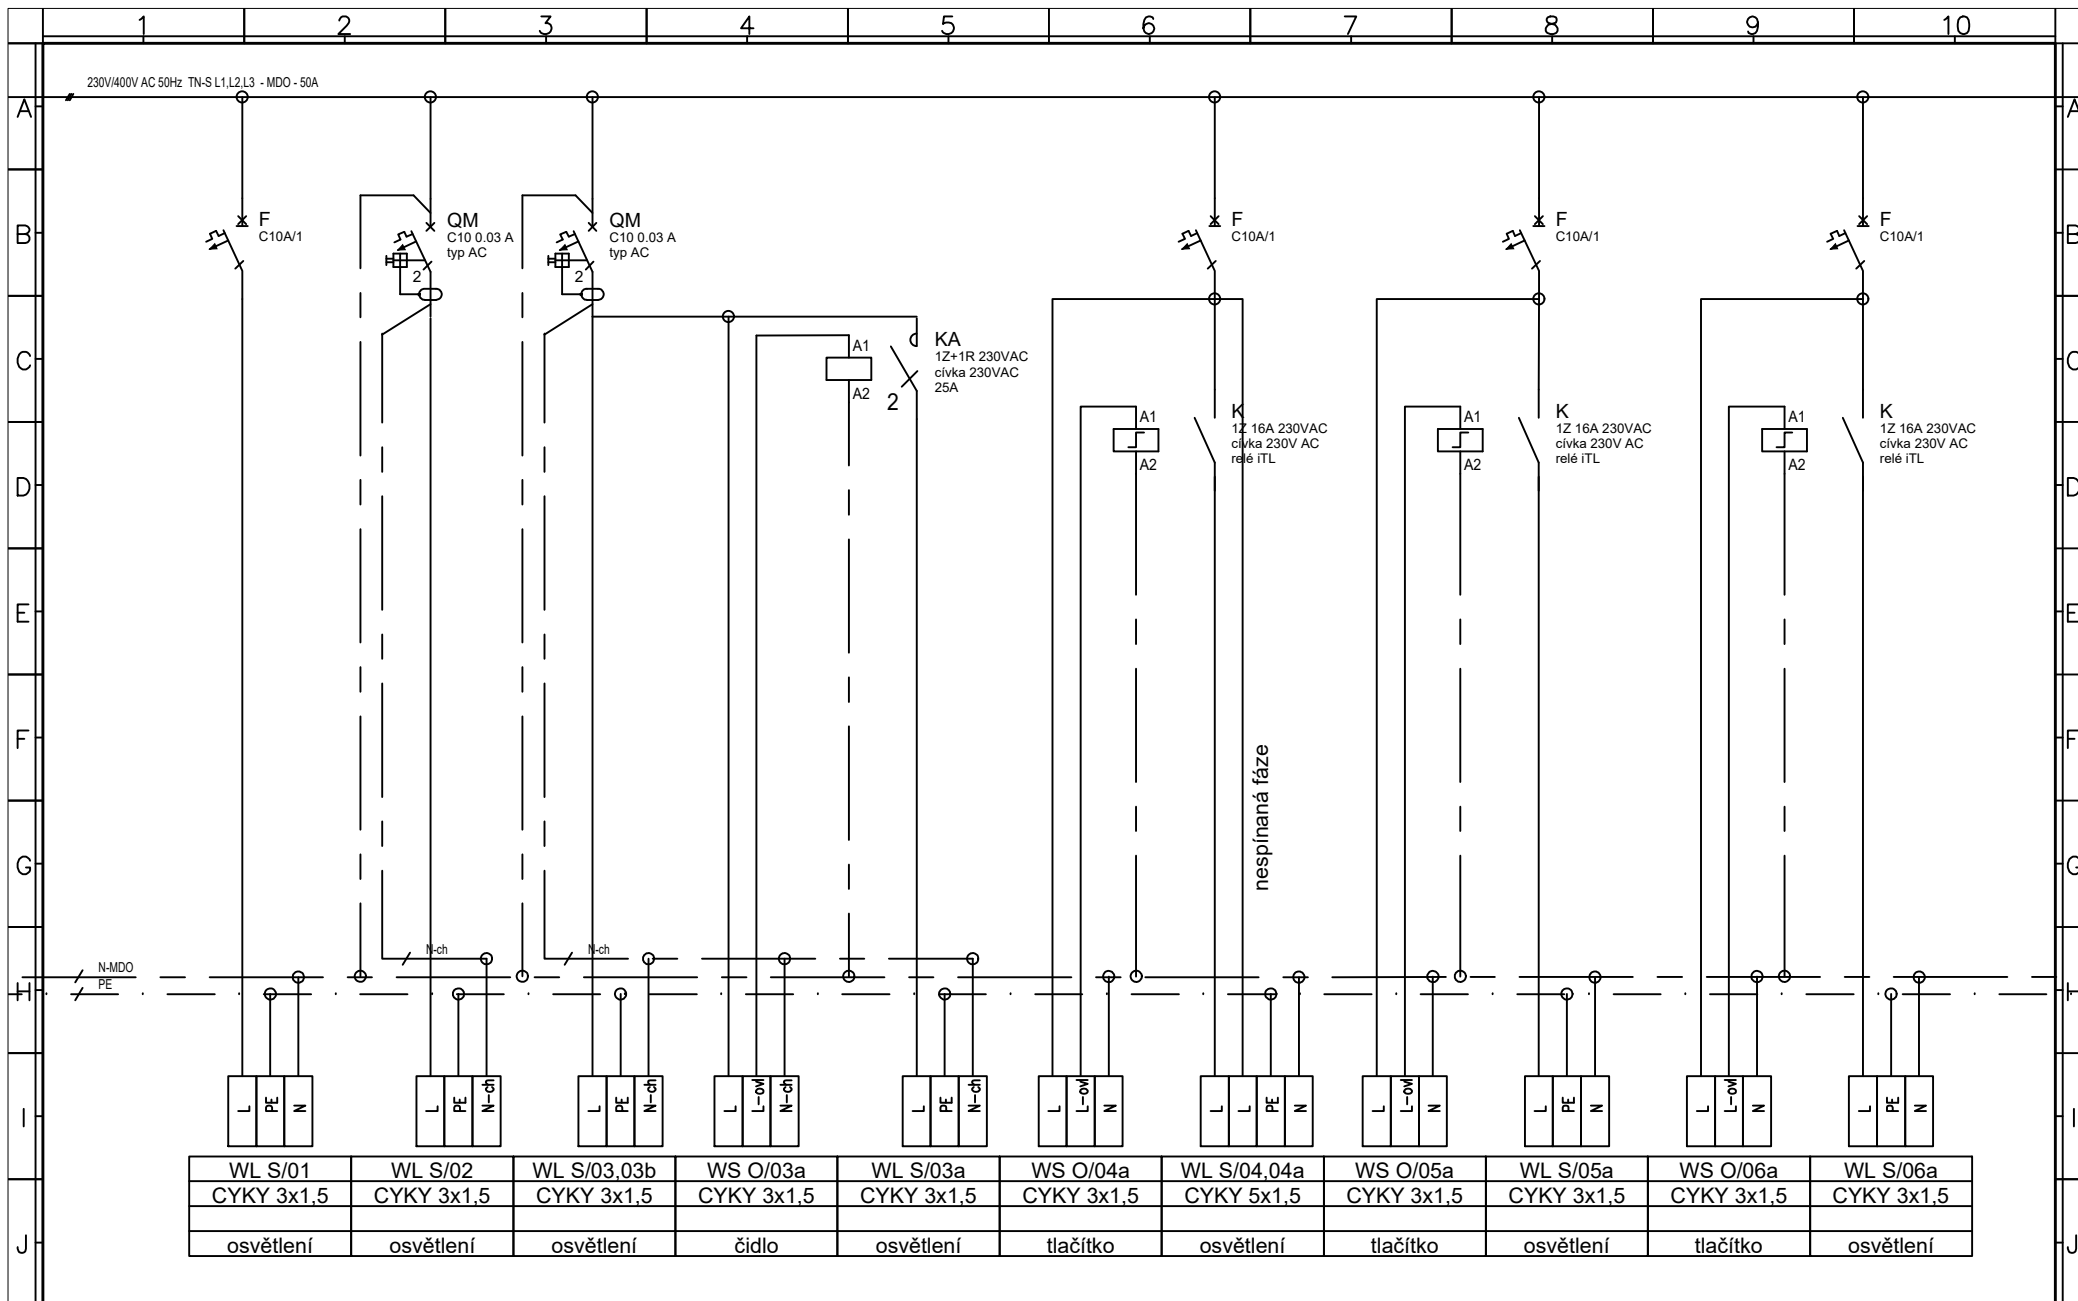 1 2 3 4 5 6 7 8 9 10
230V/400V AC 50Hz TN-S L1,L2,L3 - MDO - 50A
A A
B B
C C
D D
E E
F F
G G
H H
I I
J J
F
C10A/1
QM
C10 0.03 A
typ AC
2
QM
C10 0.03 A
typ AC
2
A1
A2
2
KA
1Z+1R 230VAC
cívka 230VAC
25A
F
C10A/1
A1
A2
K
1Z 16A 230VAC
cívka 230V AC
relé iTL
nespínaná fáze
F
C10A/1
A1
A2
K
1Z 16A 230VAC
cívka 230V AC
relé iTL
F
C10A/1
A1
A2
K
1Z 16A 230VAC
cívka 230V AC
relé iTL
N-ch N-ch
N-MDO
PE
L PE N L PE N-ch L PE N-ch L L-ovl N-ch L PE N-ch L L-ovl N L L PE N L L-ovl N L PE N L L-ovl N L PE N
WL S/01 WL S/02 WL S/03,03b WS O/03a WL S/03a WS O/04a WL S/04,04a WS O/05a WL S/05a WS O/06a WL S/06a
CYKY 3x1,5 CYKY 3x1,5 CYKY 3x1,5 CYKY 3x1,5 CYKY 3x1,5 CYKY 3x1,5 CYKY 5x1,5 CYKY 3x1,5 CYKY 3x1,5 CYKY 3x1,5 CYKY 3x1,5
osvětlení osvětlení osvětlení čidlo osvětlení tlačítko osvětlení tlačítko osvětlení tlačítko osvětlení